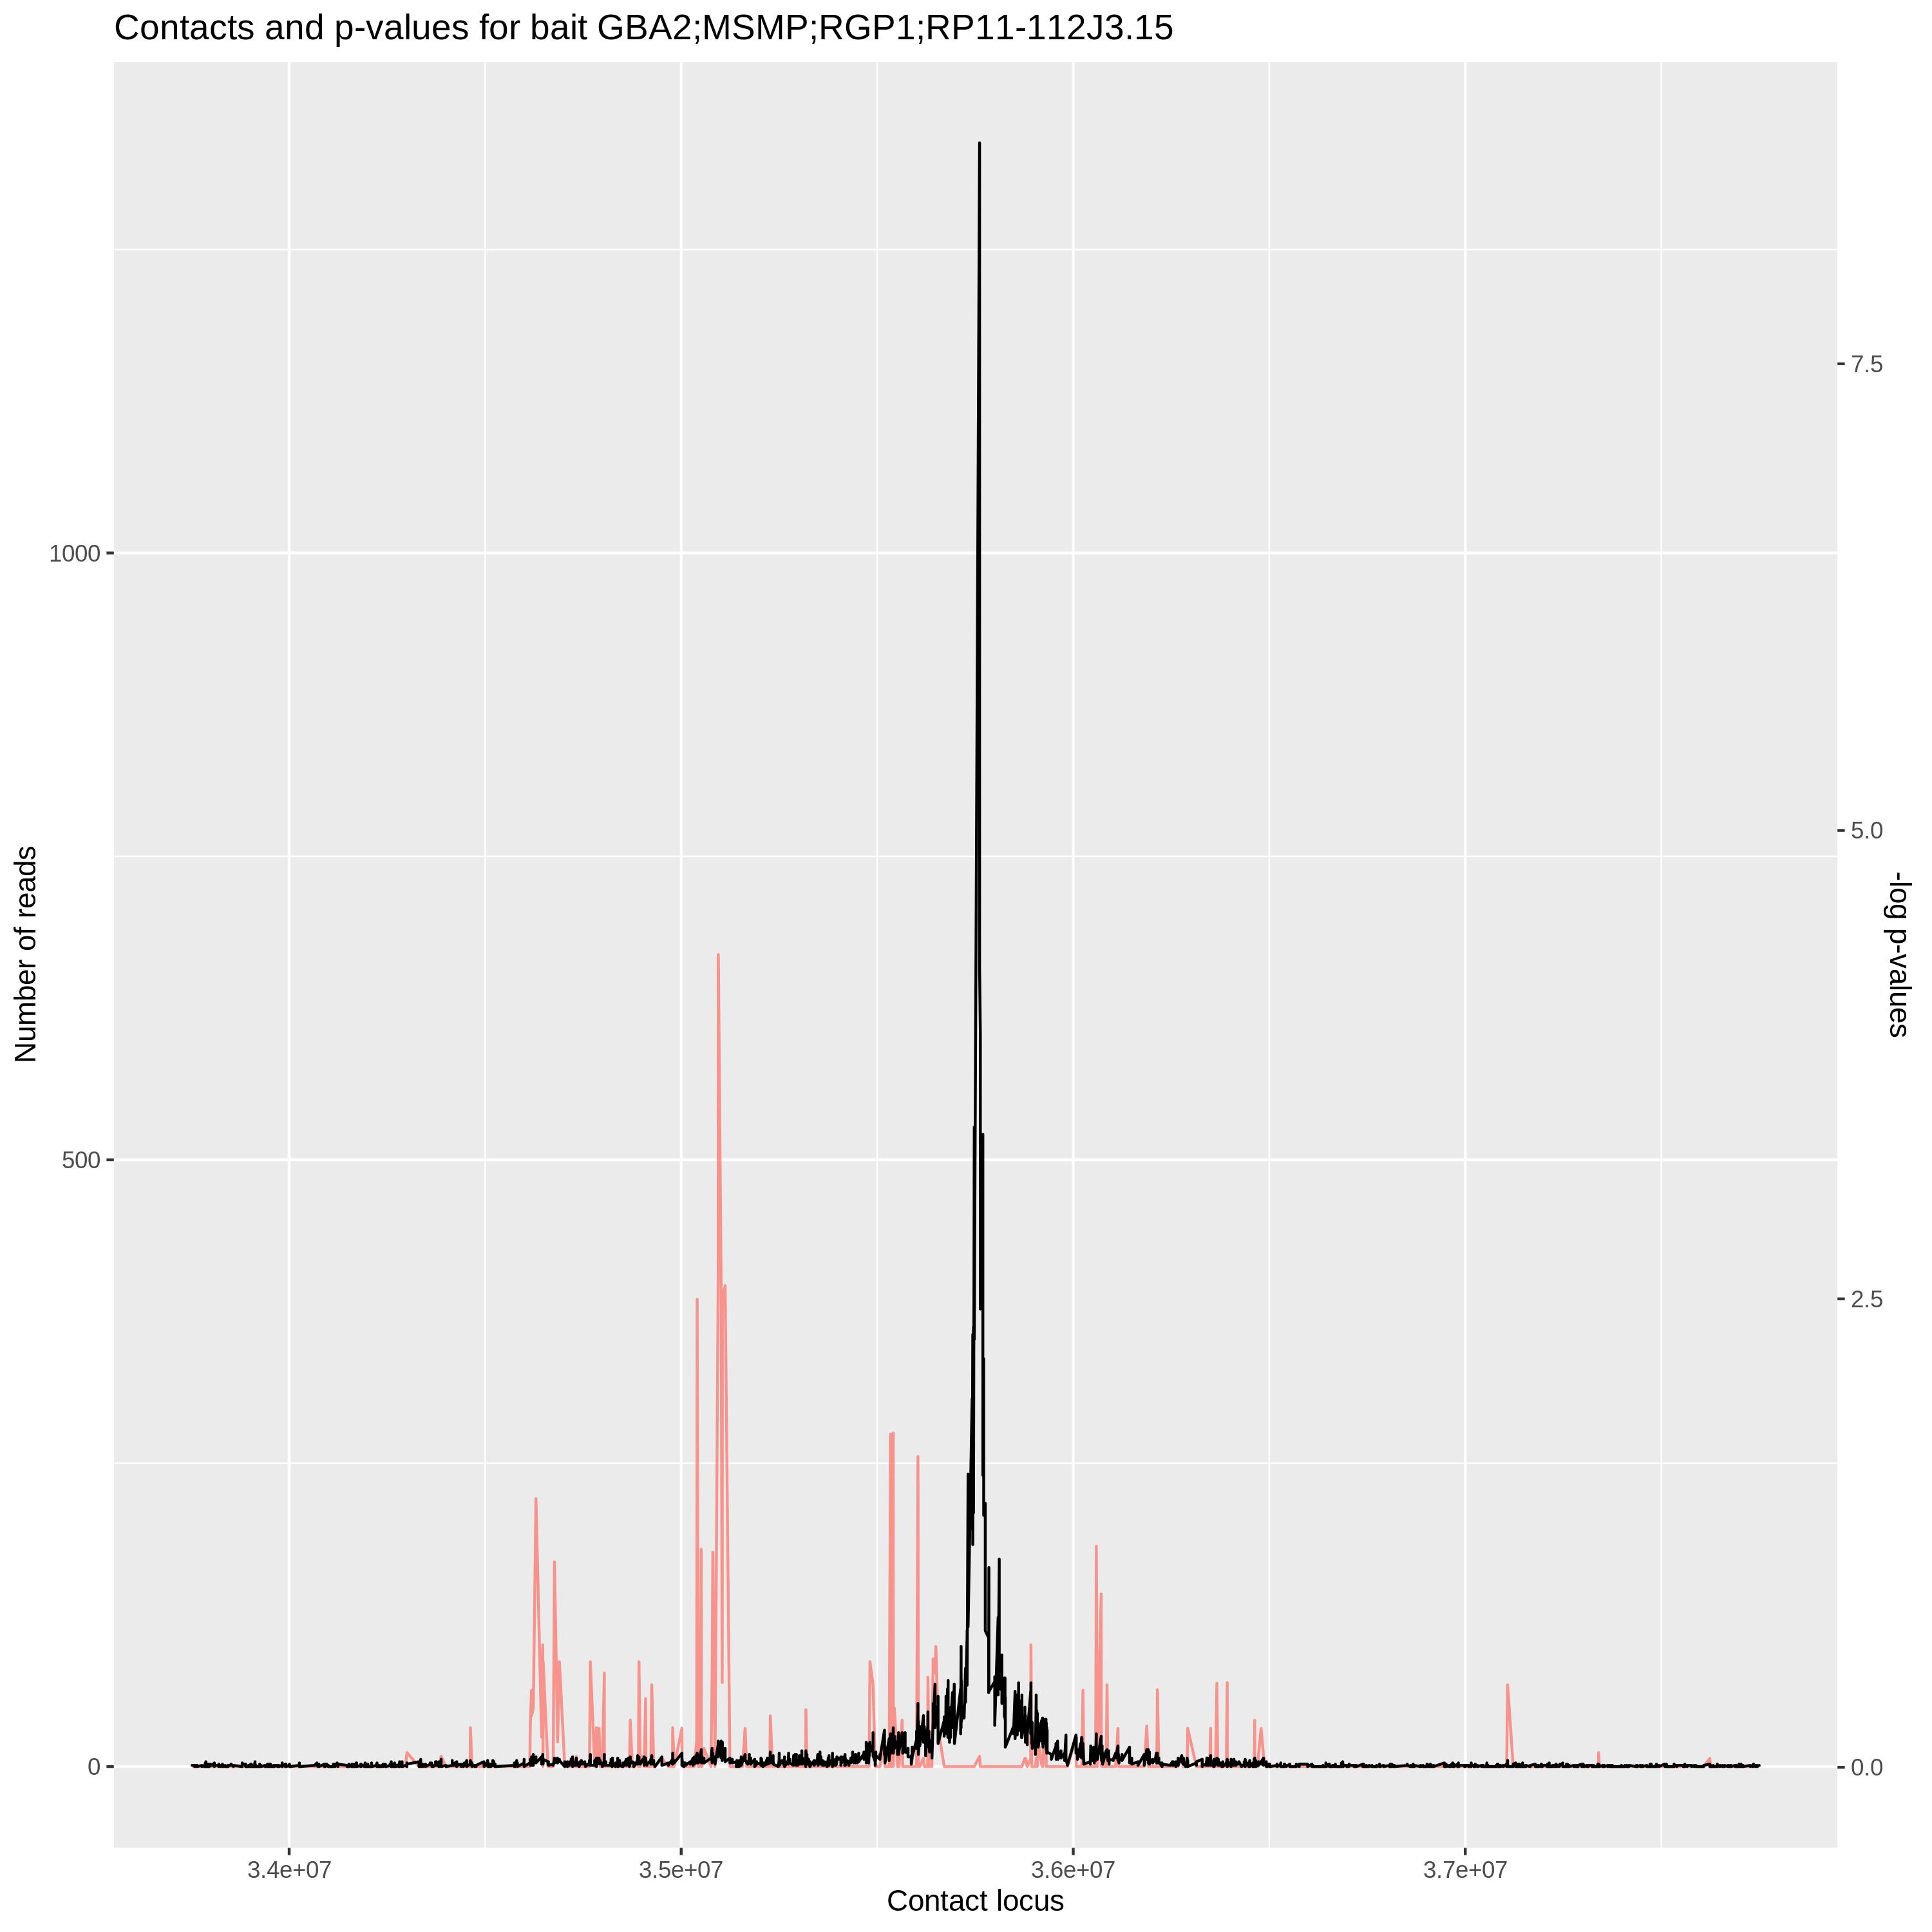 Contacts and p-values for bait GBA2;MSMP;RGP1;RP11-112J3.15
Number of reads
1000
500
0
7.5
5.0
2.5
0.0
-log p-values
3.4e+07
3.5e+07
3.6e+07
3.7e+07
Contact locus